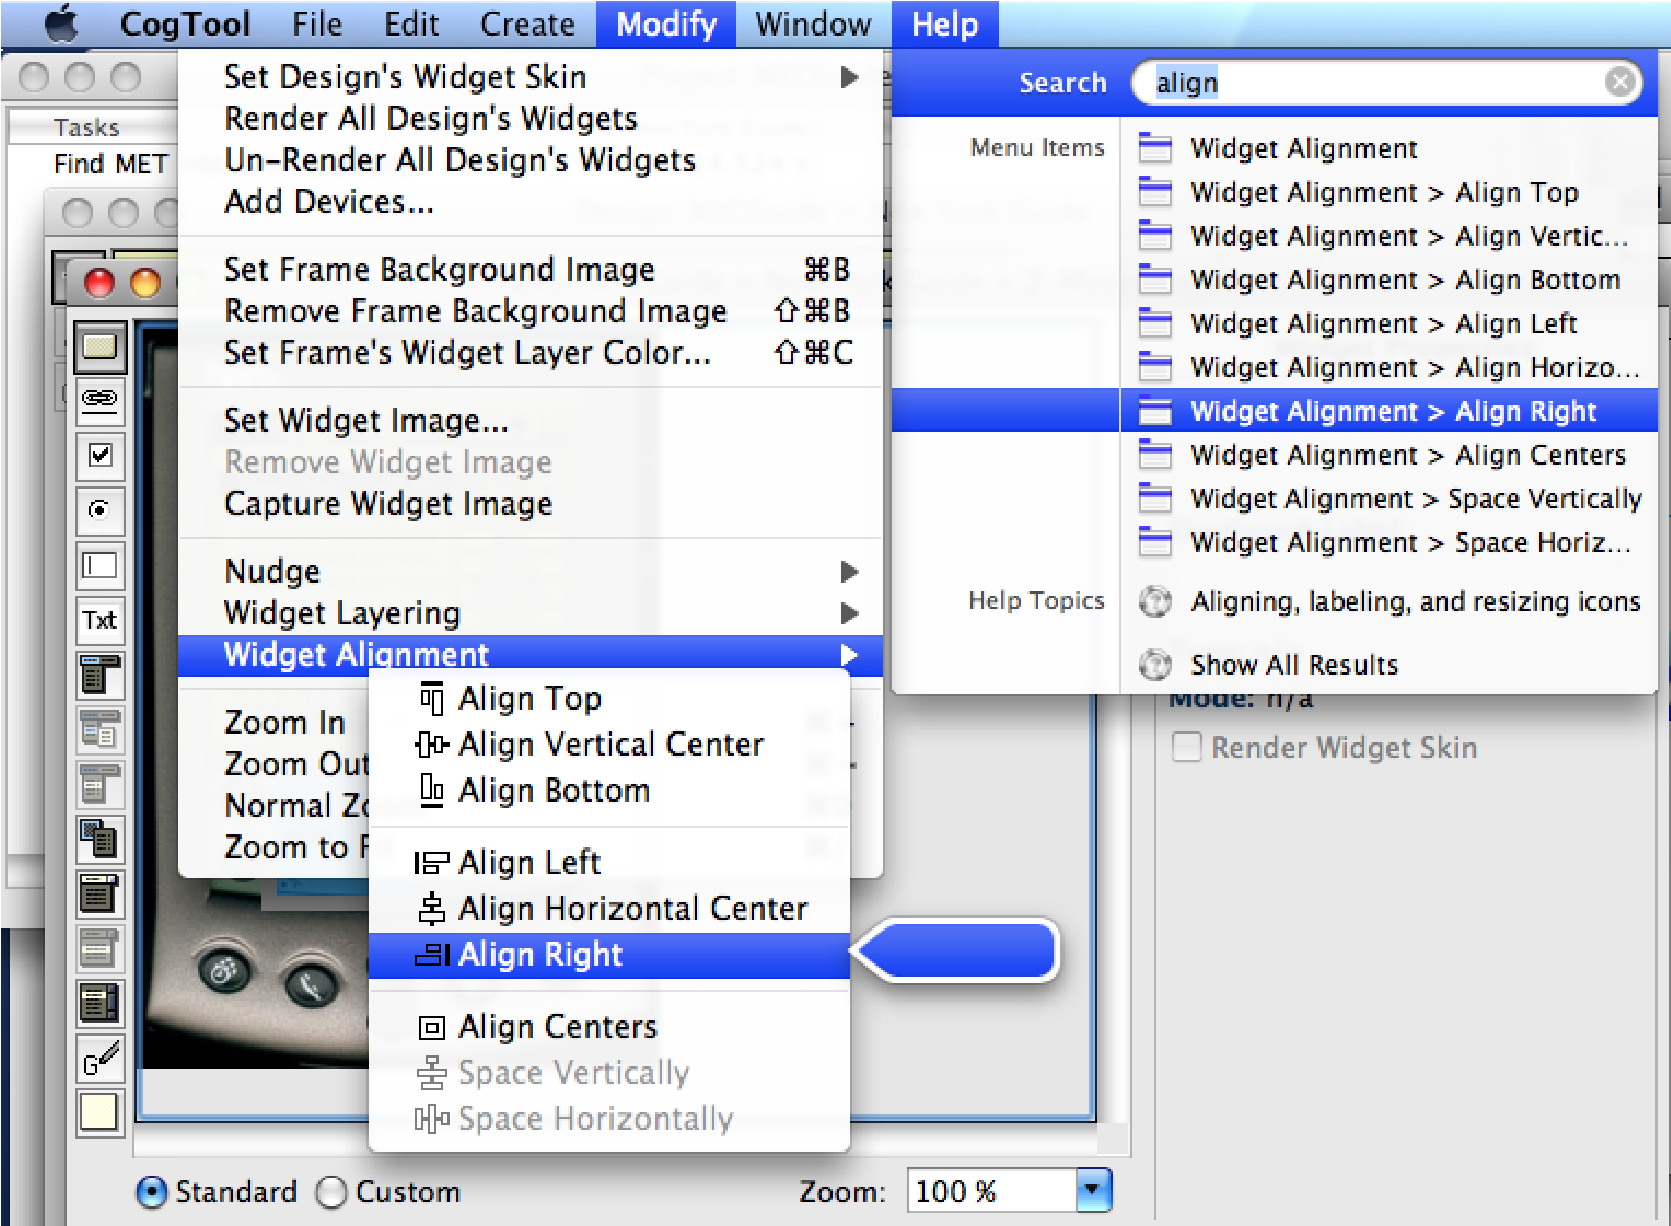 CogTool File Edit Create Modify Window Help
Search align
Tasks
Find MET
Set Design's Widget Skin
Render All Design's Widgets
Un-Render All Design's Widgets
Add Devices...
Set Frame Background Image ⌘B
Remove Frame Background Image ⇧⌘B
Set Frame's Widget Layer Color... ⇧⌘C
Set Widget Image...
Remove Widget Image
Capture Widget Image
Nudge
Widget Layering
Widget Alignment
Zoom In
Zoom Out
Normal Zo
Zoom to F
Align Top
Align Vertical Center
Align Bottom
Align Left
Align Horizontal Center
Align Right
Align Centers
Space Vertically
Space Horizontally
Menu Items
Widget Alignment
Widget Alignment > Align Top
Widget Alignment > Align Vertic...
Widget Alignment > Align Bottom
Widget Alignment > Align Left
Widget Alignment > Align Horizo...
Widget Alignment > Align Right
Widget Alignment > Align Centers
Widget Alignment > Space Vertically
Widget Alignment > Space Horiz...
Help Topics
Aligning, labeling, and resizing icons
Show All Results
Mode: n/a
Render Widget Skin
Txt
G
Standard Custom
Zoom: 100 %